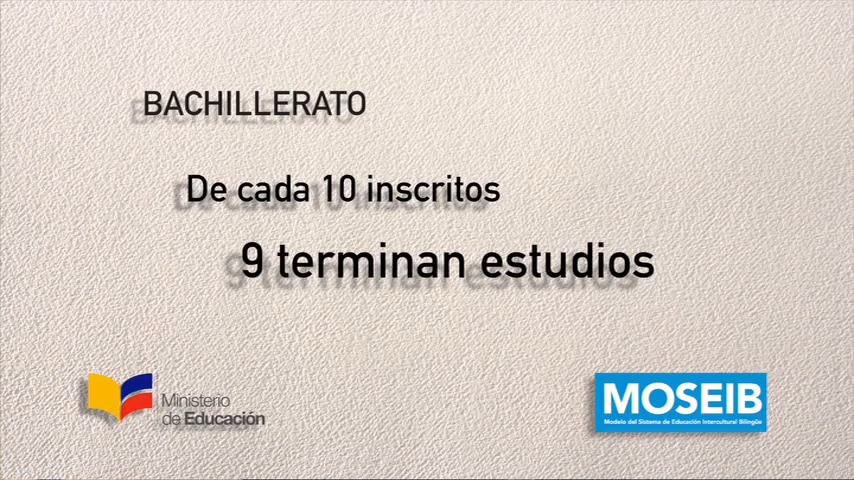 BACHILLERATO
De cada 10 inscritos
9 terminan estudios
Ministerio
de Educación
MOSEIB
Modelo del Sistema de Educación Intercultural Bilingüe